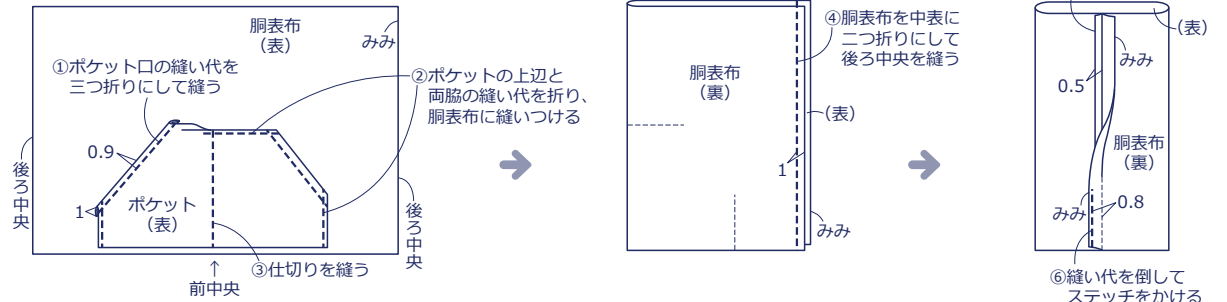 胴表布
（表）
みみ
①ポケット口の縫い代を
三つ折りにして縫う
②ポケットの上辺と
両脇の縫い代を折り、
胴表布に縫いつける
0.9
1
ポケット
（表）
後ろ中央
後ろ中央
③仕切りを縫う
↑
前中央
④胴表布を中表に
二つ折りにして
後ろ中央を縫う
胴表布
（裏）
（表）
1
みみ
（表）
みみ
0.5
胴表布
（裏）
みみ
0.8
⑥縫い代を倒して
ステッチをかける